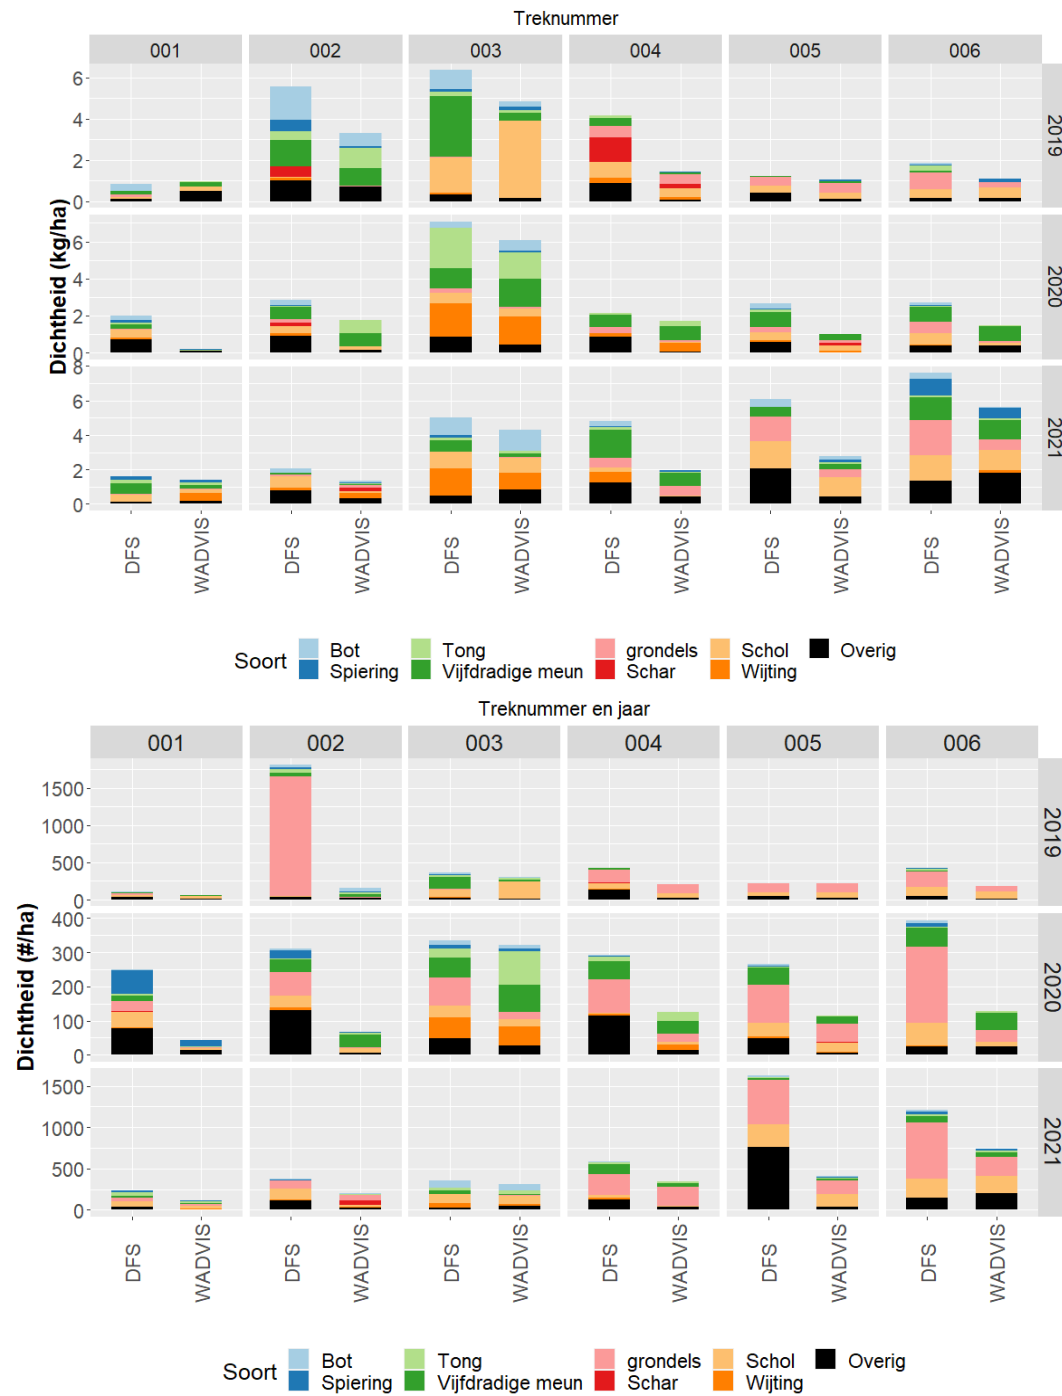 Treknummer
001 002 003 004 005 006
6
4
2
0
2019
6
4
2
0
2020
8
6
4
2
0
2021
Dichtheid (kg/ha)
DFS WADVIS DFS WADVIS DFS WADVIS DFS WADVIS DFS WADVIS DFS WADVIS
Soort Bot Tong grondels Schol Overig
Spiering Vijfdradige meun Schar Wijting
Treknummer en jaar
001 002 003 004 005 006
1500
1000
500
0
2019
400
300
200
100
0
2020
1500
1000
500
0
2021
Dichtheid (#/ha)
DFS WADVIS DFS WADVIS DFS WADVIS DFS WADVIS DFS WADVIS DFS WADVIS
Soort Bot Tong grondels Schol Overig
Spiering Vijfdradige meun Schar Wijting